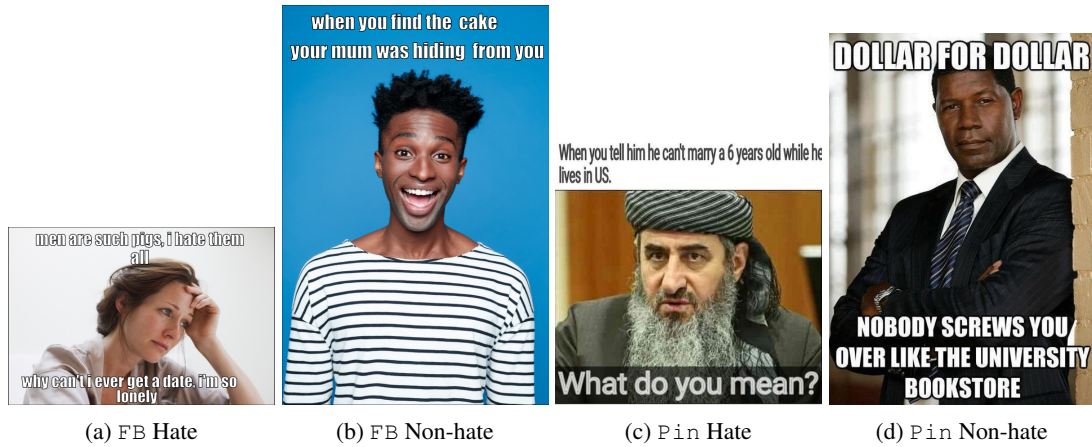 when you find the cake
your mum was hiding from you
DOLLAR FOR DOLLAR
When you tell him he can't marry a 6 years old while he
lives in US.
men are such pigs, i hate them
all
why can't i ever get a date, i'm so
lonely
What do you mean?
NOBODY SCREWS YOU
OVER LIKE THE UNIVERSITY
BOOKSTORE
(a) FB Hate
(b) FB Non-hate
(c) Pin Hate
(d) Pin Non-hate